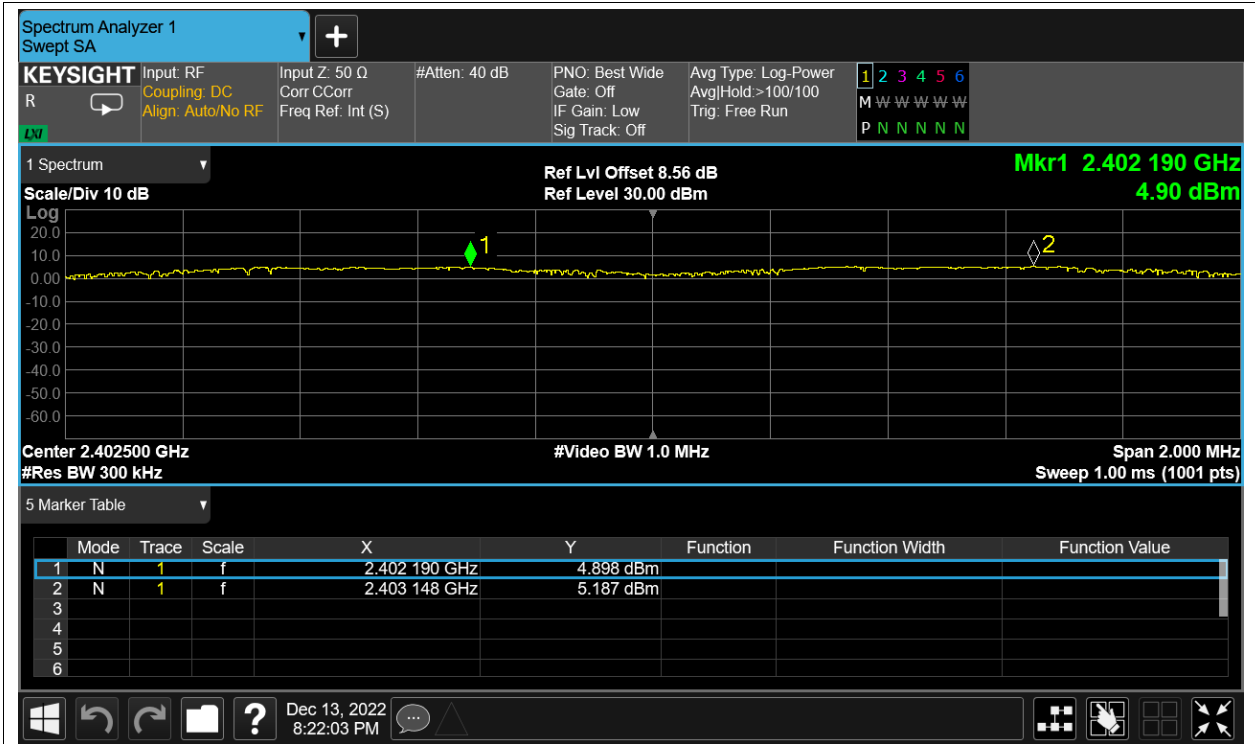 Spectrum Analyzer 1
Swept SA
+
KEYSIGHT Input: RF Input Z: 50 Ω #Atten: 40 dB PNO: Best Wide Avg Type: Log-Power 1 2 3 4 5 6
R Coupling: DC Corr CCorr Gate: Off Avg|Hold:>100/100 M W W W W W
Align: Auto/No RF Freq Ref: Int (S) IF Gain: Low Trig: Free Run
LXI Sig Track: Off P N N N N N
1 Spectrum Ref Lvl Offset 8.56 dB Mkr1 2.402 190 GHz
Scale/Div 10 dB Ref Level 30.00 dBm 4.90 dBm
Log
20.0
10.0
0.00
-10.0
-20.0
-30.0
-40.0
-50.0
-60.0
1
2
Center 2.402500 GHz #Video BW 1.0 MHz Span 2.000 MHz
#Res BW 300 kHz Sweep 1.00 ms (1001 pts)
5 Marker Table
Mode Trace Scale X Y Function Function Width Function Value
1 N 1 f 2.402 190 GHz 4.898 dBm
2 N 1 f 2.403 148 GHz 5.187 dBm
3
4
5
6
? Dec 13, 2022
8:22:03 PM